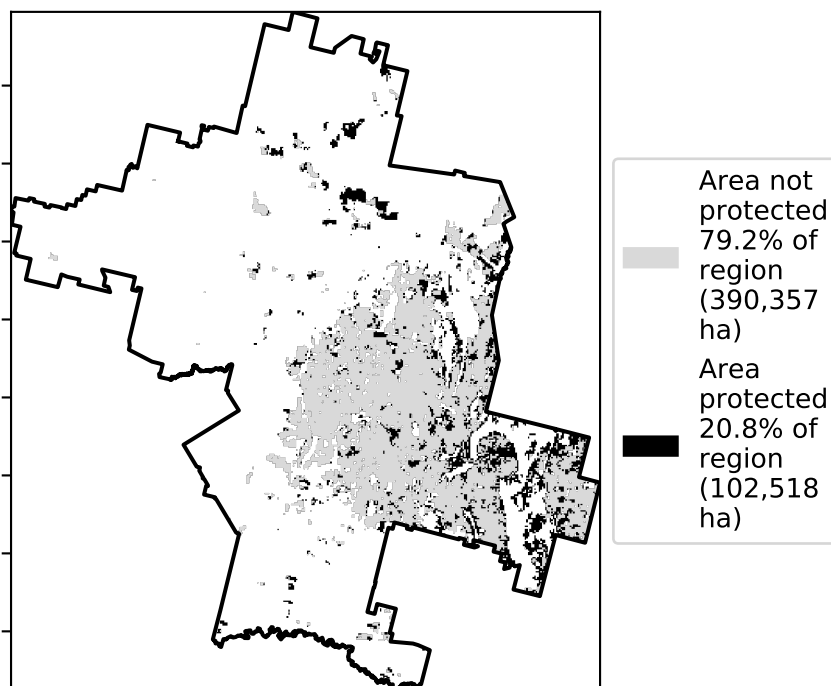 Area not
protected
79.2% of
region
(390,357
ha)
Area
protected
20.8% of
region
(102,518
ha)